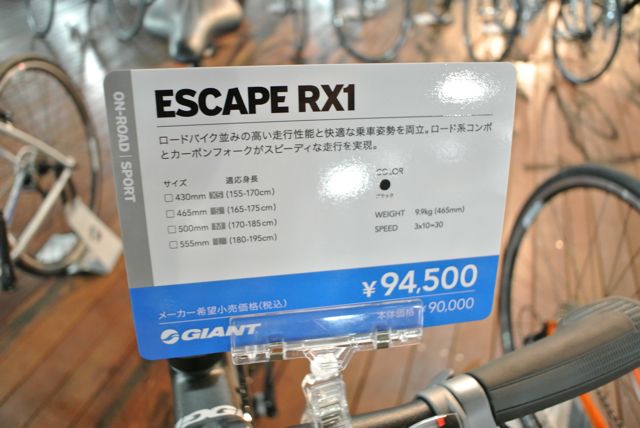 ON-ROAD | SPORT
ESCAPE RX1
ロードバイク並みの高い走行性能と快適な乗車姿勢を両立。ロード系コンポ
とカーボンフォークがスピーディな走行を実現。
サイズ 適応身長
430mm XS (155-170cm)
465mm S (165-175cm)
500mm M (170-185cm)
555mm L (180-195cm)
COLOR
ブラック
WEIGHT 9.9kg (465mm)
SPEED 3x10=30
メーカー希望小売価格(税込) ¥94,500
本体価格 ¥90,000
GIANT